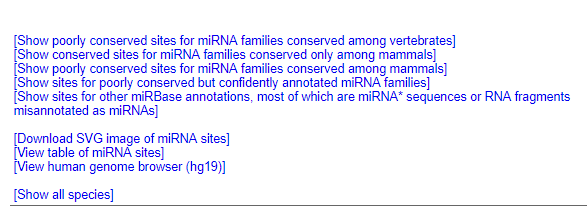 [Show poorly conserved sites for miRNA families conserved among vertebrates]
[Show conserved sites for miRNA families conserved only among mammals]
[Show poorly conserved sites for miRNA families conserved among mammals]
[Show sites for poorly conserved but confidently annotated miRNA families]
[Show sites for other miRBase annotations, most of which are miRNA* sequences or RNA fragments
misannotated as miRNAs]
[Download SVG image of miRNA sites]
[View table of miRNA sites]
[View human genome browser (hg19)]
[Show all species]